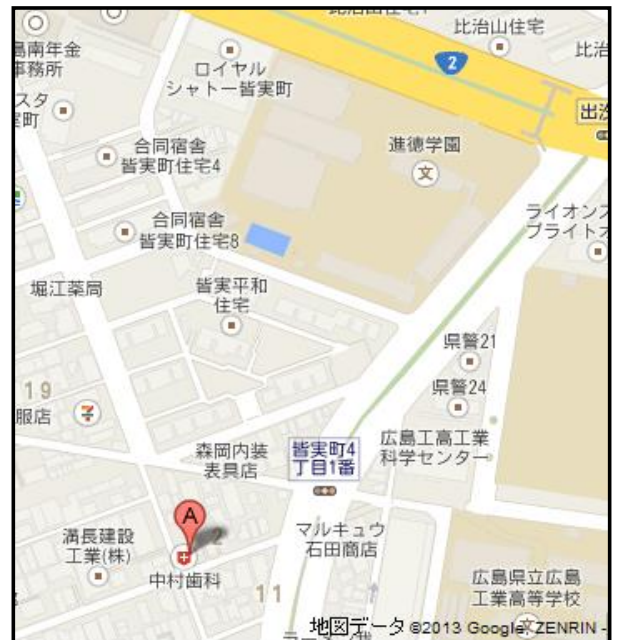 比治山住宅
比治
島南年金
事務所
ロイヤル
シャトー皆実町
2
スタ
町
出汐
合同宿舎
皆実町住宅4
進徳学園
文
合同宿舎
皆実町住宅8
ライオンズ
ブライト
堀江薬局
皆実平和
住宅
県警21
19
服店
7
県警24
森岡内装
表具店
皆実町4
丁目1番
広島工高工業
科学センター
A
2
満長建設
工業(株)
中村歯科
マルキュウ
石田商店
11
広島県立広島
工業高等学校
文
地図データ ©2013 Google, ZENRIN -